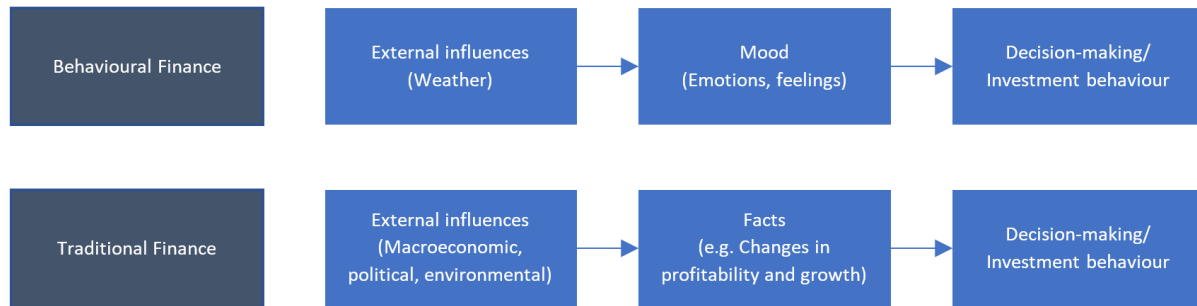 Behavioural Finance
External influences
(Weather)
Mood
(Emotions, feelings)
Decision-making/
Investment behaviour
Traditional Finance
External influences
(Macroeconomic,
political, environmental)
Facts
(e.g. Changes in
profitability and growth)
Decision-making/
Investment behaviour